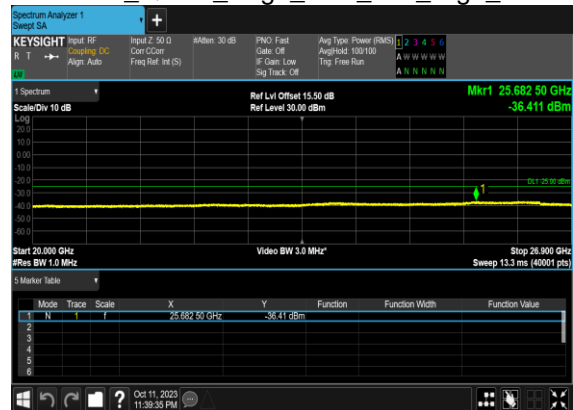 Spectrum Analyzer 1
Swept SA
KEYSIGHT
R T
LXI
Input: RF
Coupling: DC
Align: Auto
Input Z: 50 Ω
Corr CCorr
Freq Ref: Int (S)
#Atten: 30 dB
PNO: Fast
Gate: Off
IF Gain: Low
Sig Track: Off
Avg Type: Power (RMS)
Avg|Hold: 100/100
Trig: Free Run
1 2 3 4 5 6
A W W W W W
A N N N N N
1 Spectrum
Scale/Div 10 dB
Ref Lvl Offset 15.50 dB
Ref Level 30.00 dBm
Mkr1 25.682 50 GHz
-36.411 dBm
Log
20.0
10.0
0.00
-10.0
-20.0
-30.0
-40.0
-50.0
-60.0
1
DL1 -25.00 dBm
Start 20.000 GHz
#Res BW 1.0 MHz
Video BW 3.0 MHz*
Stop 26.900 GHz
Sweep 13.3 ms (40001 pts)
5 Marker Table
Mode Trace Scale X Y Function Function Width Function Value
1 N 1 f 25.682 50 GHz -36.41 dBm
2
3
4
5
6
?
Oct 11, 2023
11:39:35 PM